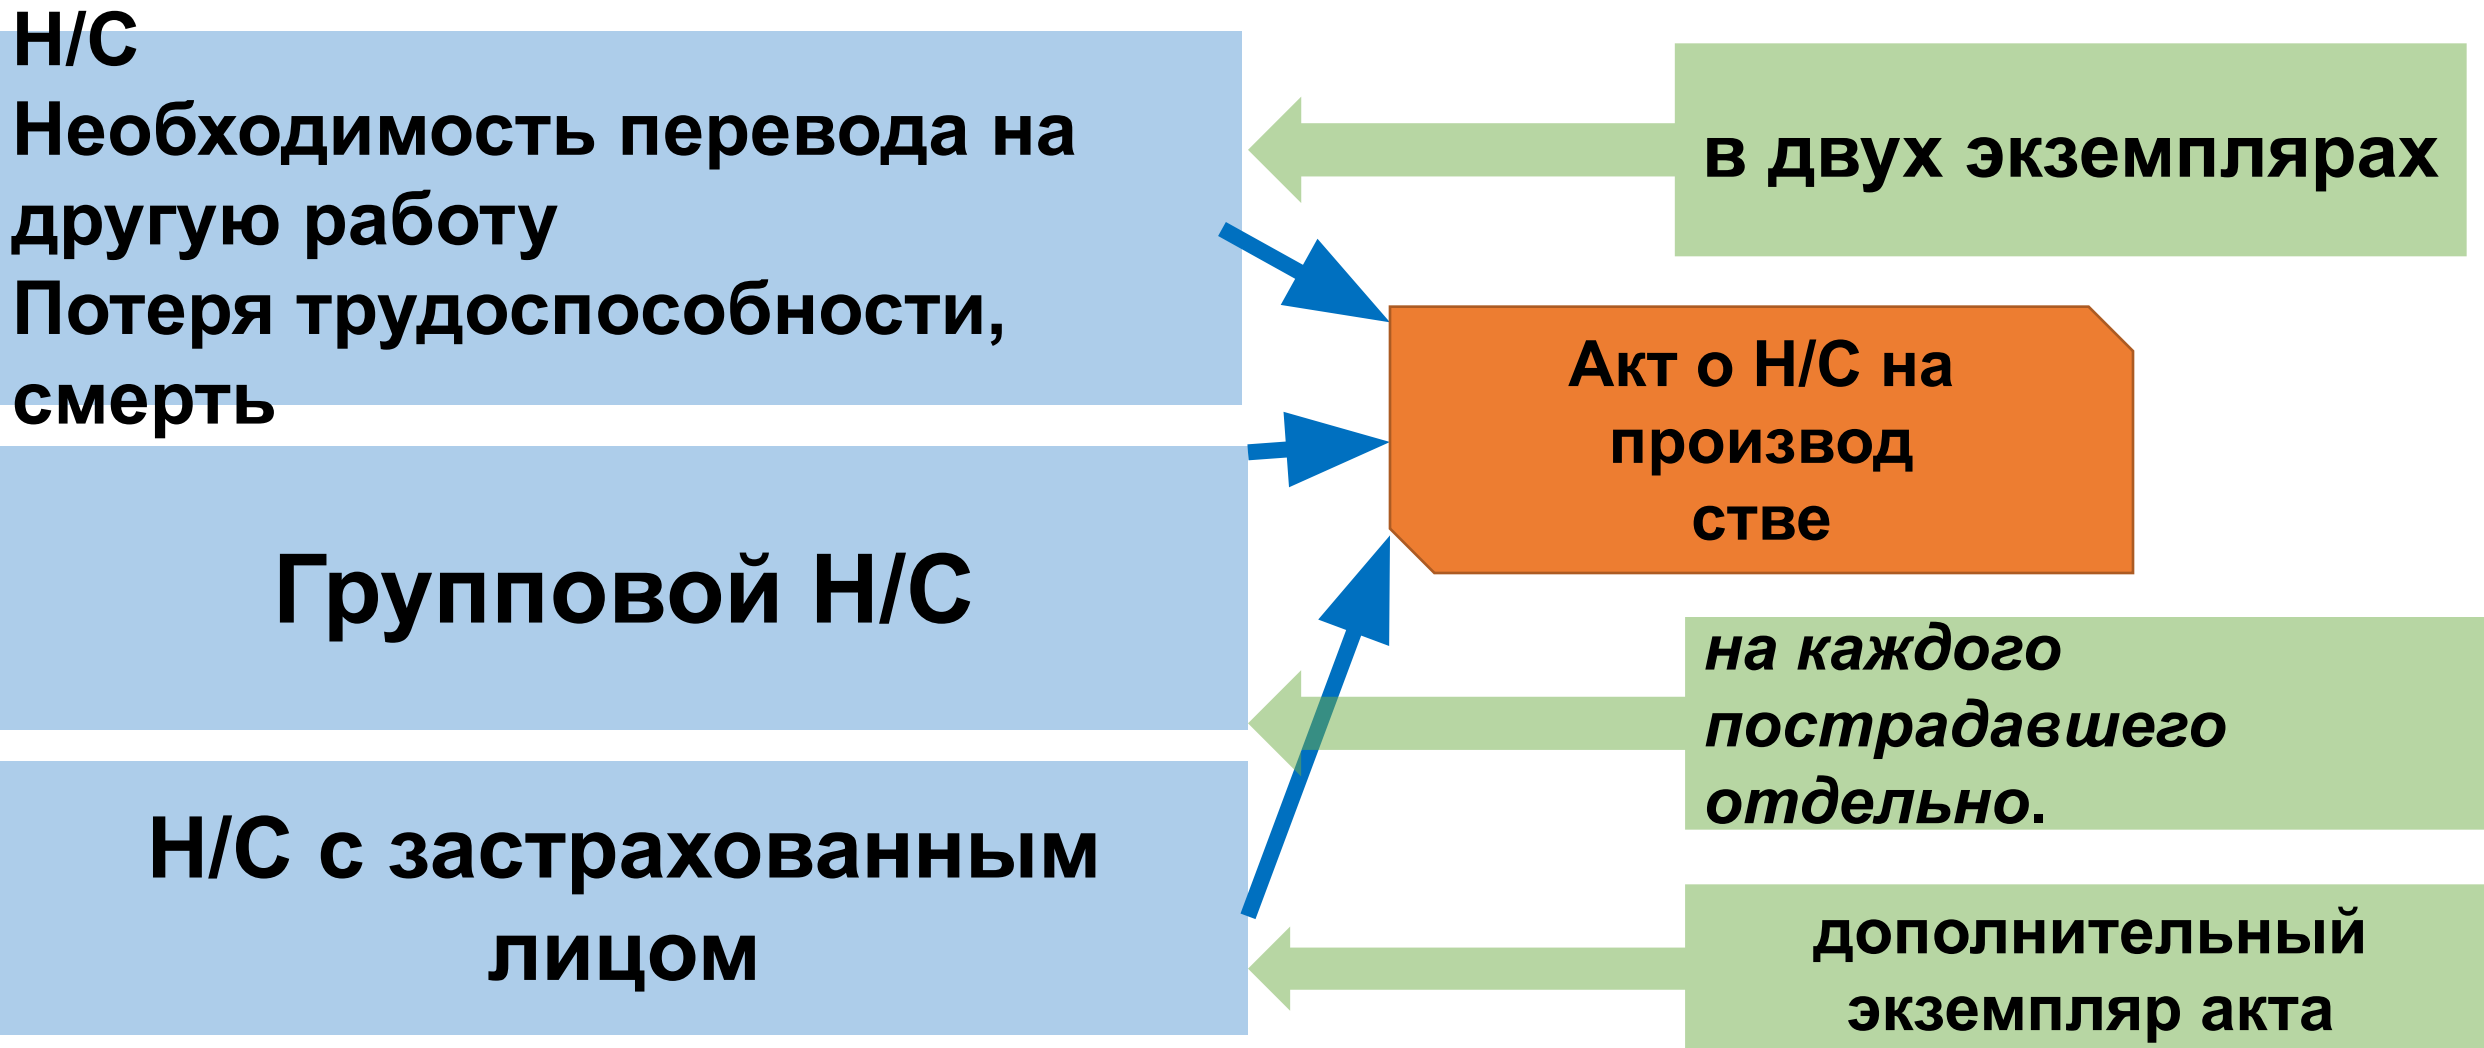 Н/С
Необходимость перевода на
другую работу
Потеря трудоспособности,
смерть
в двух экземплярах
Акт о Н/С на
производ
стве
Групповой Н/С
на каждого
пострадавшего
отдельно.
Н/С с застрахованным
лицом
дополнительный
экземпляр акта